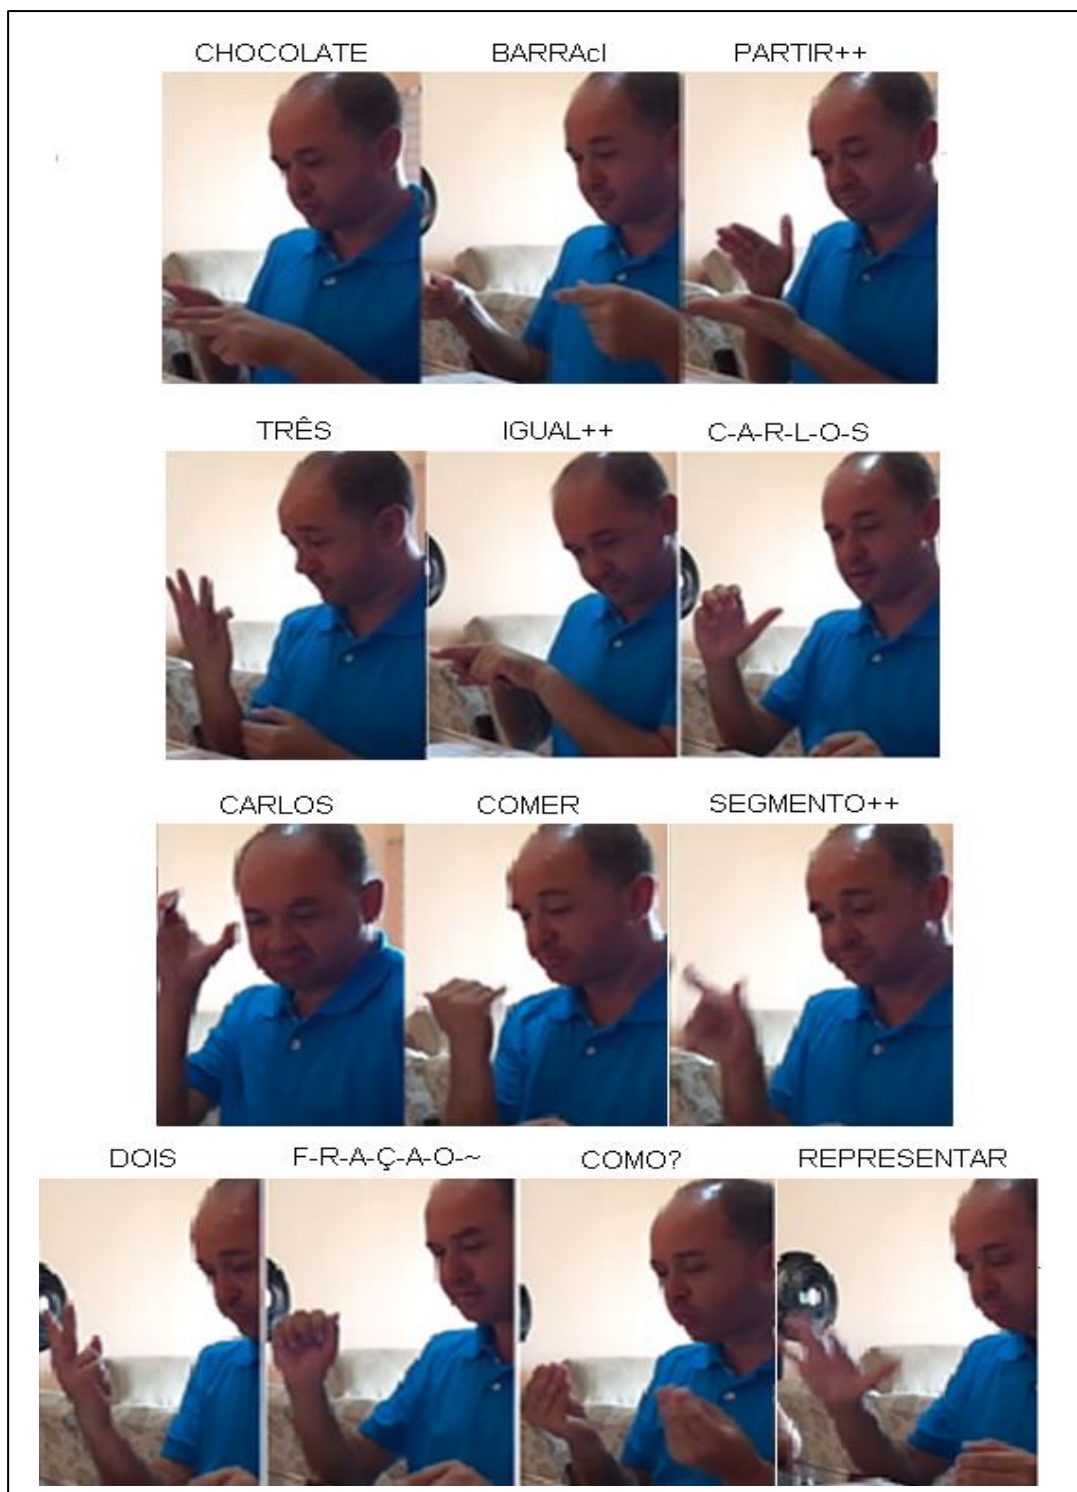 CHOCOLATE BARRAcl PARTIR++
TRÊS IGUAL++ C-A-R-L-O-S
CARLOS COMER SEGMENTO++
DOIS F-R-A-Ç-A-O-~ COMO? REPRESENTAR